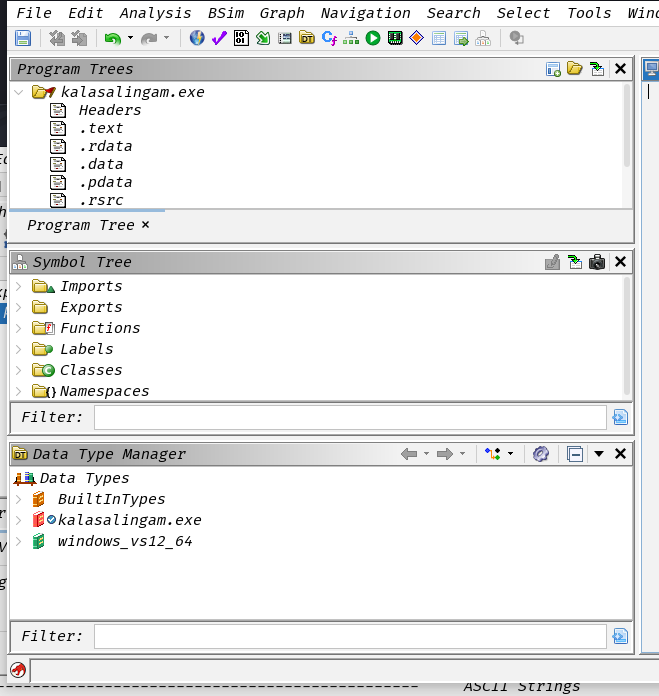 File Edit Analysis BSim Graph Navigation Search Select Tools
Program Trees
kalasalingam.exe
Headers
.text
.rdata
.data
.pdata
.rsrc
Program Tree ×
Symbol Tree
Imports
Exports
Functions
Labels
Classes
Namespaces
Filter:
Data Type Manager
Data Types
BuiltInTypes
kalasalingam.exe
windows_vs12_64
Filter:
------------------------------------------------ ASCII Strings